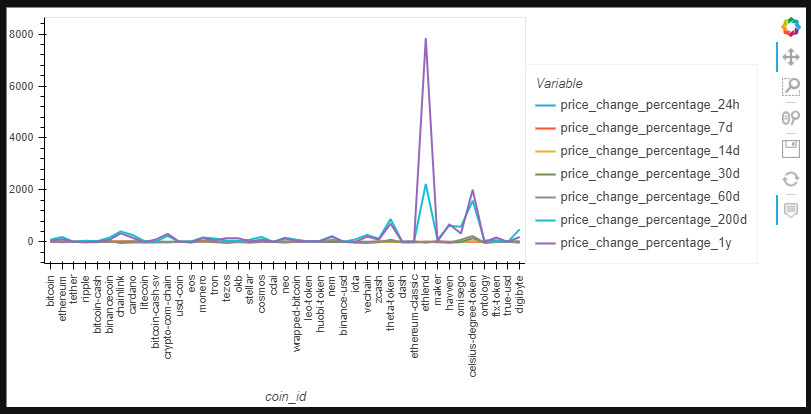 8000
6000
4000
2000
0
Variable
price_change_percentage_24h
price_change_percentage_7d
price_change_percentage_14d
price_change_percentage_30d
price_change_percentage_60d
price_change_percentage_200d
price_change_percentage_1y
bitcoin
ethereum
tether
ripple
bitcoin-cash
binancecoin
chainlink
cardano
litecoin
bitcoin-cash-sv
crypto-com-chain
usd-coin
eos
monero
tron
tezos
okb
stellar
cosmos
cdai
neo
wrapped-bitcoin
leo-token
huobi-token
nem
binance-usd
iota
vechain
zcash
theta-token
dash
ethereum-classic
ethlend
maker
havven
omisego
celsius-degree-token
ontology
ftx-token
true-usd
digibyte
coin_id